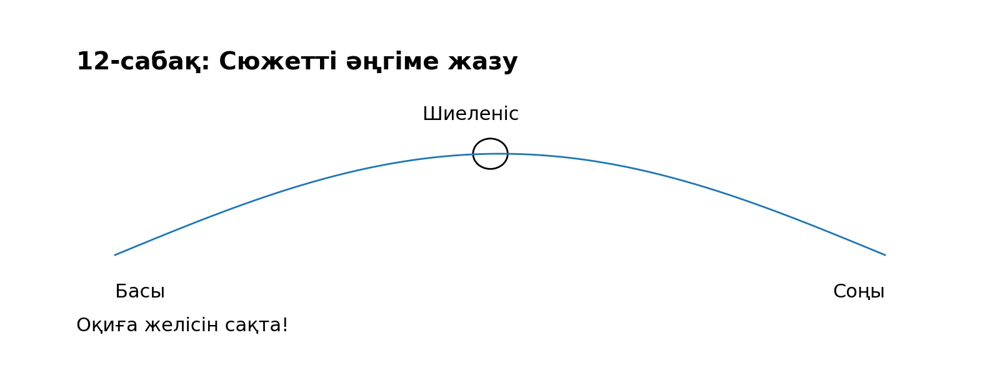 12-сабақ: Сюжетті әңгіме жазу
Шиеленіс
Басы
Соңы
Оқиға желісін сақта!